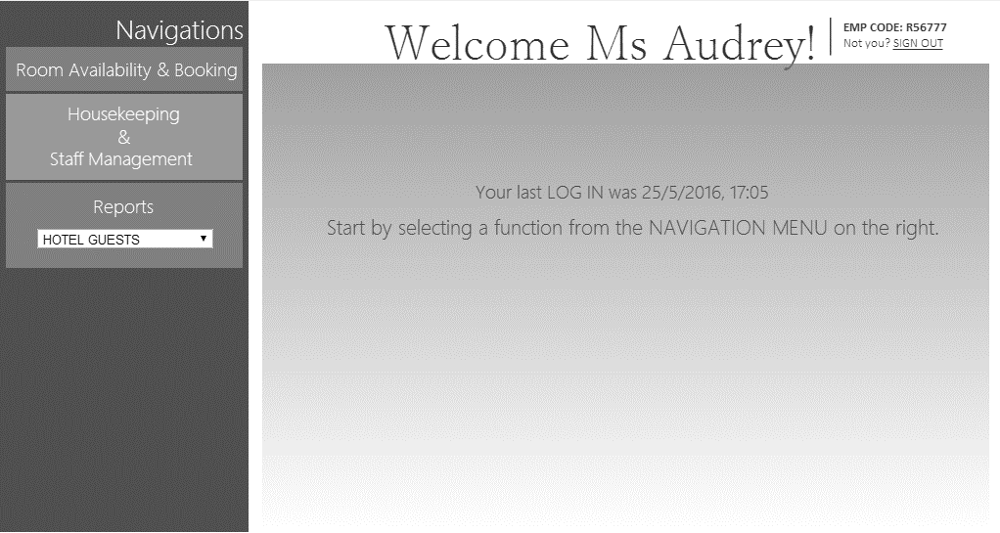 Navigations
Room Availability & Booking
Housekeeping
&
Staff Management
Reports
HOTEL GUESTS
Welcome Ms Audrey!
EMP CODE: R56777
Not you? SIGN OUT
Your last LOG IN was 25/5/2016, 17:05
Start by selecting a function from the NAVIGATION MENU on the right.